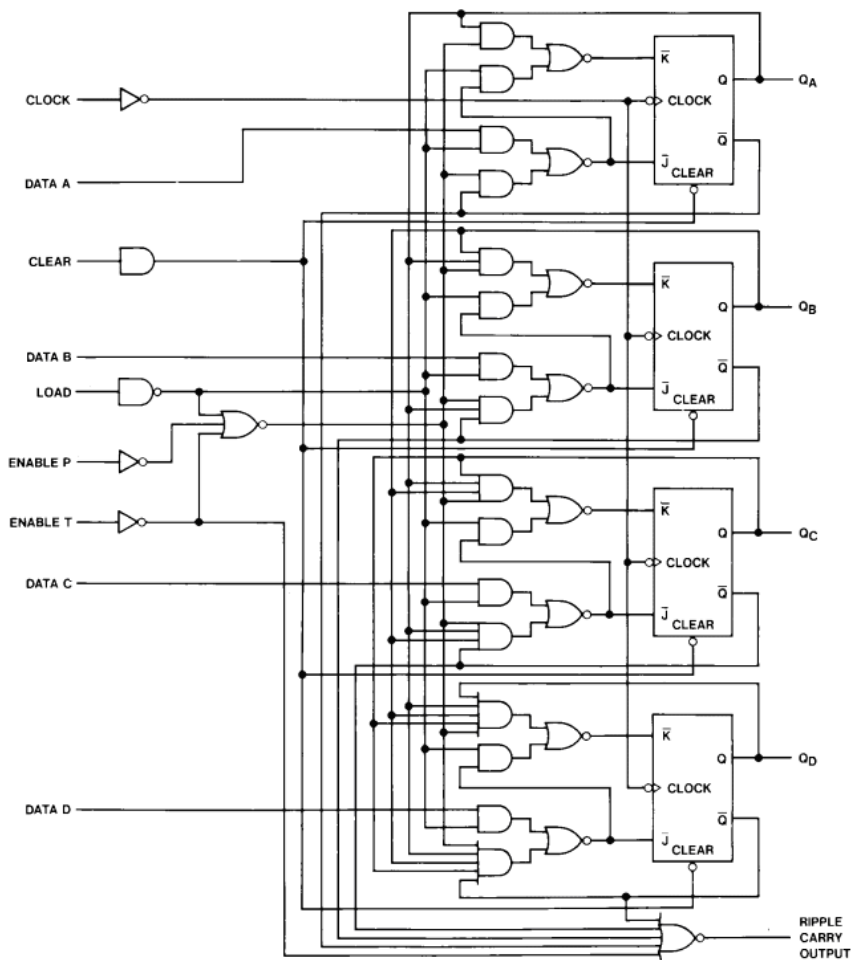 K̅
Q
QA
CLOCK
CLOCK
Q̅
DATA A
J̅
CLEAR
CLEAR
K̅
Q
QB
CLOCK
DATA B
Q̅
LOAD
J̅
CLEAR
ENABLE P
ENABLE T
K̅
Q
QC
CLOCK
DATA C
Q̅
J̅
CLEAR
K̅
Q
QD
CLOCK
DATA D
Q̅
J̅
CLEAR
RIPPLE
CARRY
OUTPUT